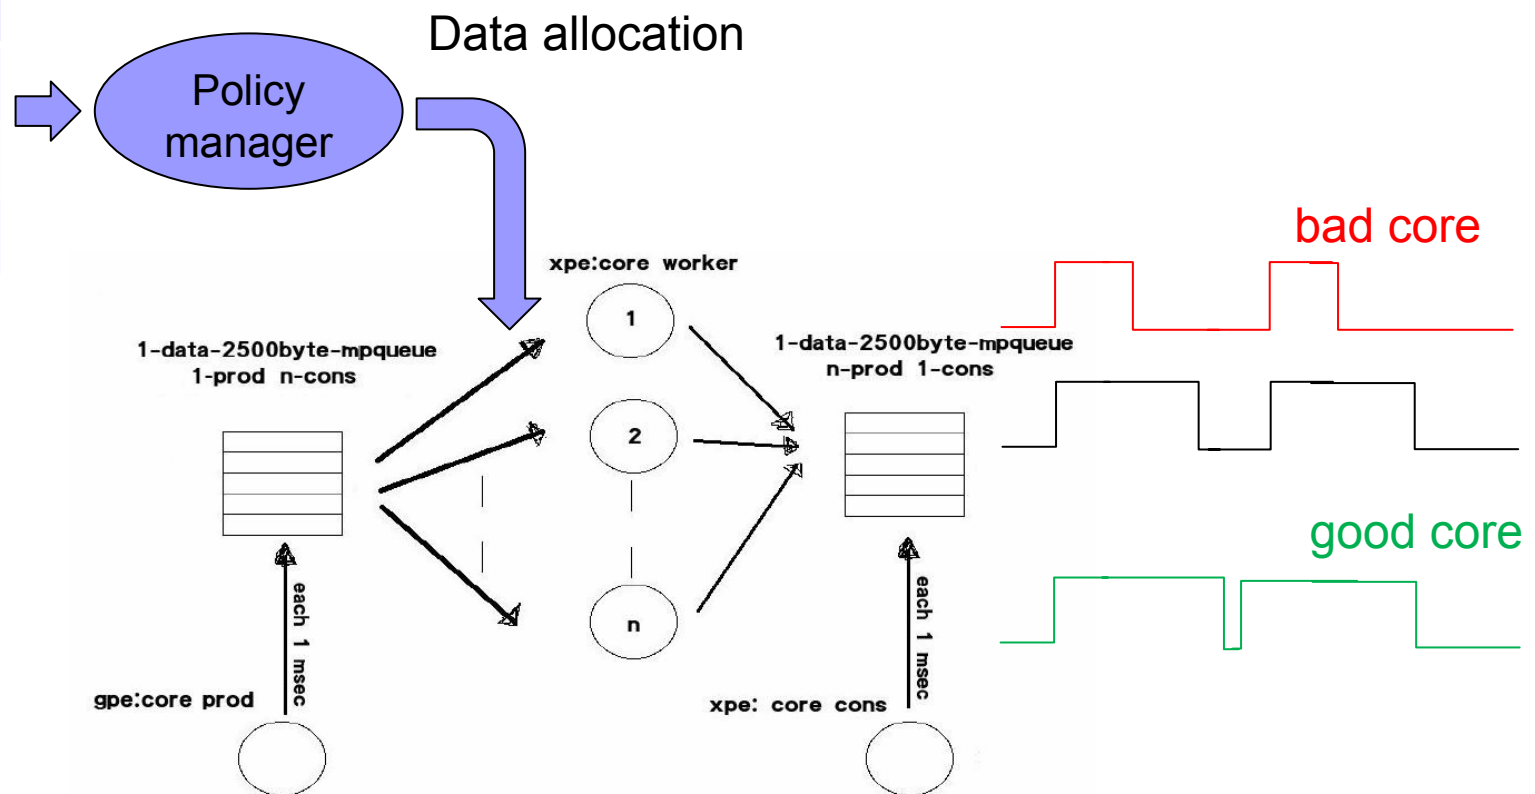 Data allocation
Policy
manager
bad core
xpe:core worker
1
1-data-2500byte-mpqueue
1-prod n-cons
1-data-2500byte-mpqueue
n-prod 1-cons
2
good core
n
each 1 msec
each 1 msec
gpe:core prod
xpe: core cons